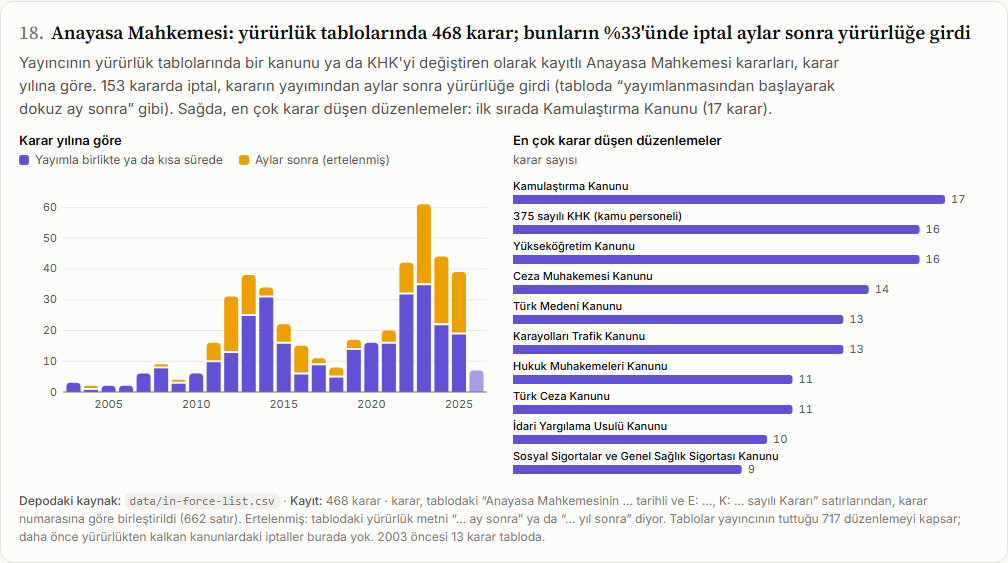 18. Anayasa Mahkemesi: yürürlük tablolarında 468 karar; bunların %33'ünde iptal aylar sonra yürürlüğe girdi
Yayıncının yürürlük tablolarında bir kanunu ya da KHK'yi değiştiren olarak kayıtlı Anayasa Mahkemesi kararları, karar
yılına göre. 153 kararda iptal, kararın yayımından aylar sonra yürürlüğe girdi (tabloda “yayımlanmasından başlayarak
dokuz ay sonra” gibi). Sağda, en çok karar düşen düzenlemeler: ilk sırada Kamulaştırma Kanunu (17 karar).
Karar yılına göre
Yayımla birlikte ya da kısa sürede
Aylar sonra (ertelenmiş)
60
50
40
30
20
10
0
2005
2010
2015
2020
2025
En çok karar düşen düzenlemeler
karar sayısı
Kamulaştırma Kanunu
17
375 sayılı KHK (kamu personeli)
16
Yükseköğretim Kanunu
16
Ceza Muhakemesi Kanunu
14
Türk Medeni Kanunu
13
Karayolları Trafik Kanunu
13
Hukuk Muhakemeleri Kanunu
11
Türk Ceza Kanunu
11
İdari Yargılama Usulü Kanunu
10
Sosyal Sigortalar ve Genel Sağlık Sigortası Kanunu
9
Depodaki kaynak: data/in-force-list.csv · Kayıt: 468 karar · karar, tablodaki “Anayasa Mahkemesinin … tarihli ve E: …, K: … sayılı Kararı” satırlarından, karar
numarasına göre birleştirildi (662 satır). Ertelenmiş: tablodaki yürürlük metni “… ay sonra” ya da “… yıl sonra” diyor. Tablolar yayıncının tuttuğu 717 düzenlemeyi kapsar;
daha önce yürürlükten kalkan kanunlardaki iptaller burada yok. 2003 öncesi 13 karar tabloda.